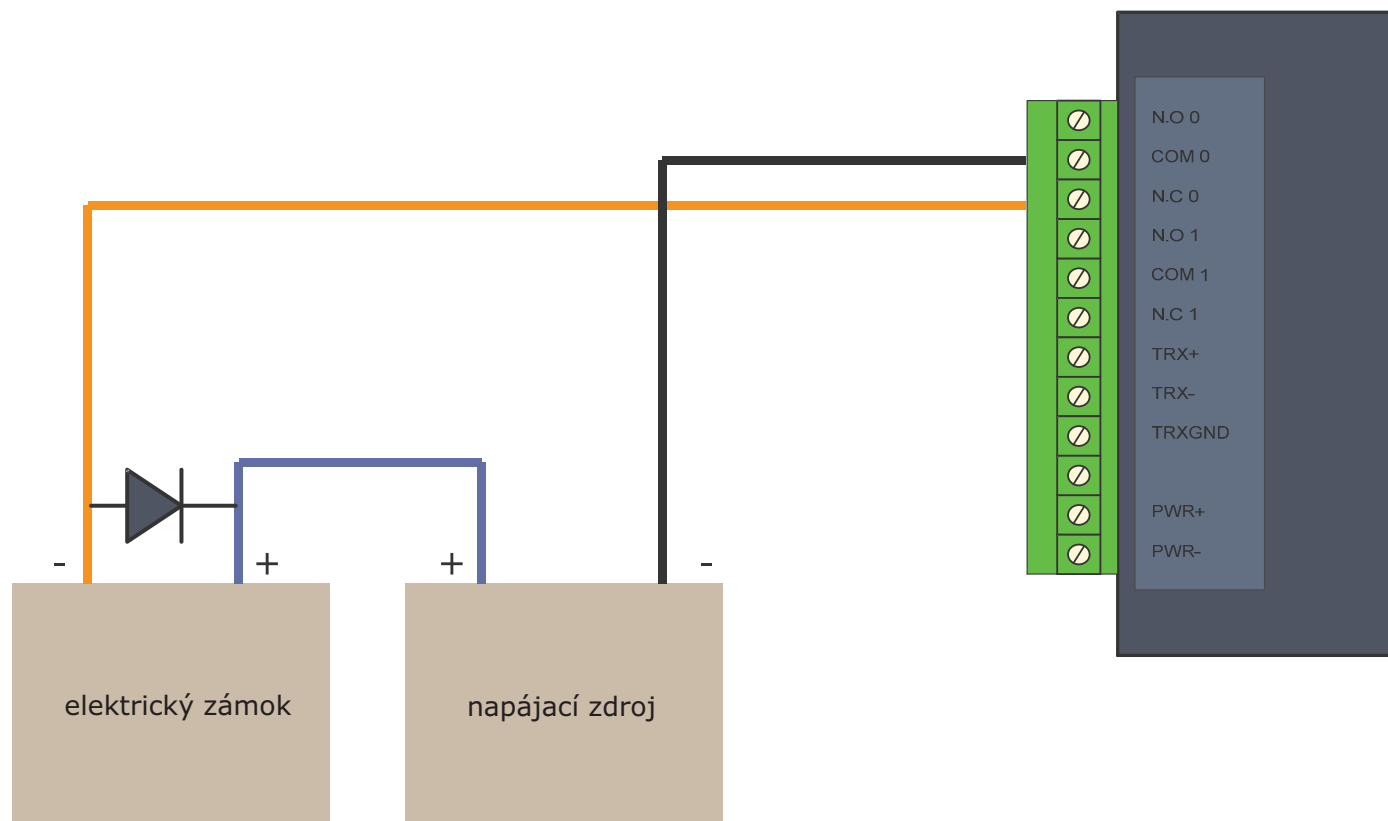 N.O 0
COM 0
N.C 0
N.O 1
COM 1
N.C 1
TRX+
TRX-
TRXGND
PWR+
PWR-
- + + -
elektrický zámok
napájací zdroj